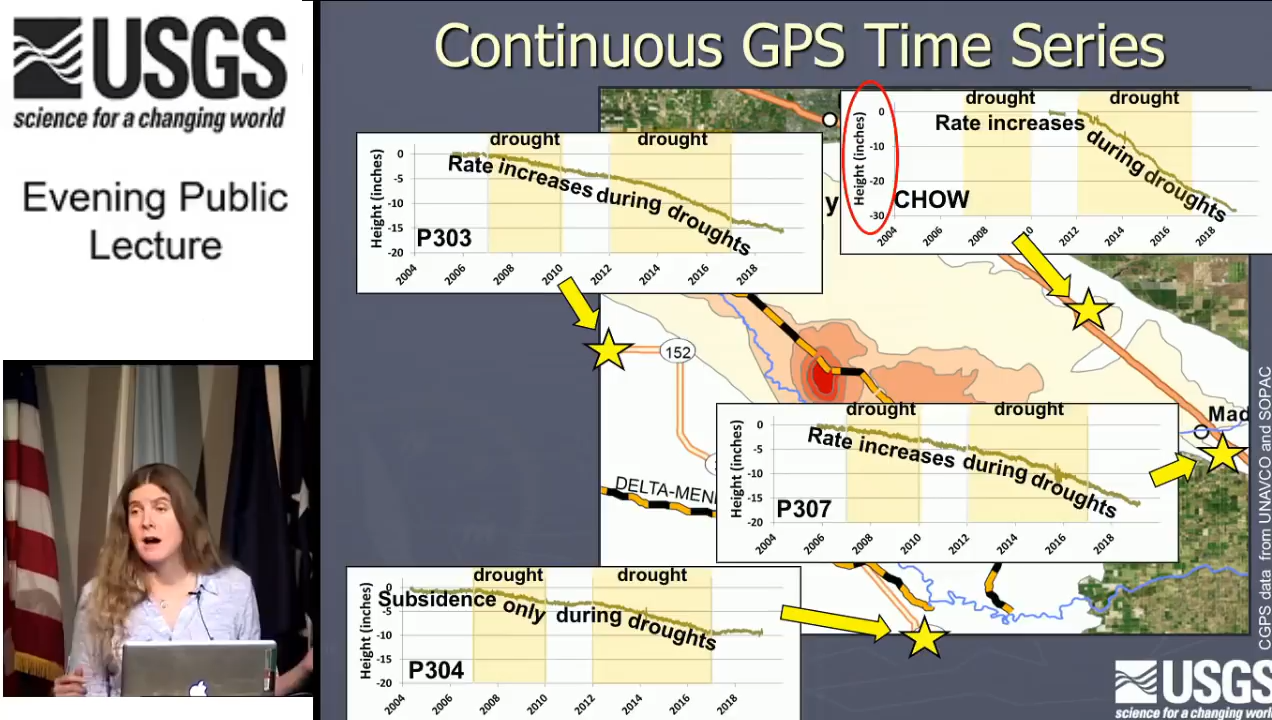 USGS
science for a changing world
Evening Public
Lecture
Continuous GPS Time Series
drought
drought
Rate increases during droughts
Height (inches)
0
-5
-10
-15
-20
P303
2004
2006
2008
2010
2012
2014
2016
2018
drought
drought
Rate increases during droughts
Height (inches)
0
-10
-20
-30
CHOW
2004
2006
2008
2010
2012
2014
2016
2018
y
152
Mad
DELTA-MEN
drought
drought
Rate increases during droughts
Height (inches)
0
-5
-10
-15
-20
P307
2004
2006
2008
2010
2012
2014
2016
2018
drought
drought
Subsidence only during droughts
Height (inches)
0
-5
-10
-15
-20
P304
2004
2006
2008
2010
2012
2014
2016
2018
CGPS data from UNAVCO and SOPAC
USGS
science for a changing world